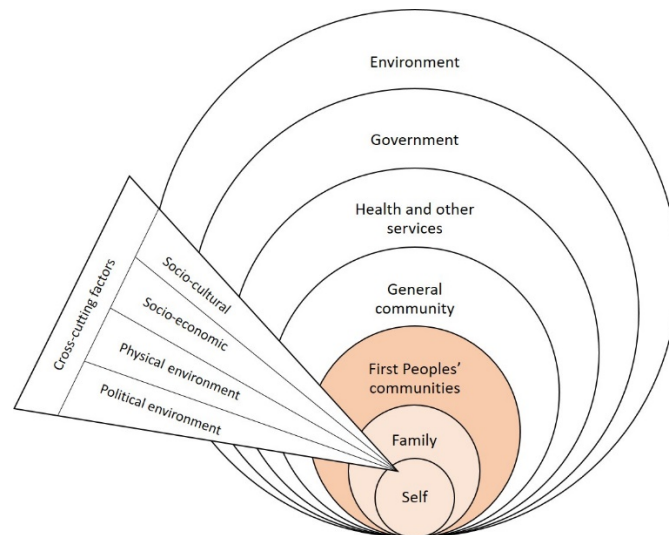 Environment
Government
Health and other
services
General
community
First Peoples’
communities
Family
Self
Cross-cutting factors
Socio-cultural
Socio-economic
Physical environment
Political environment